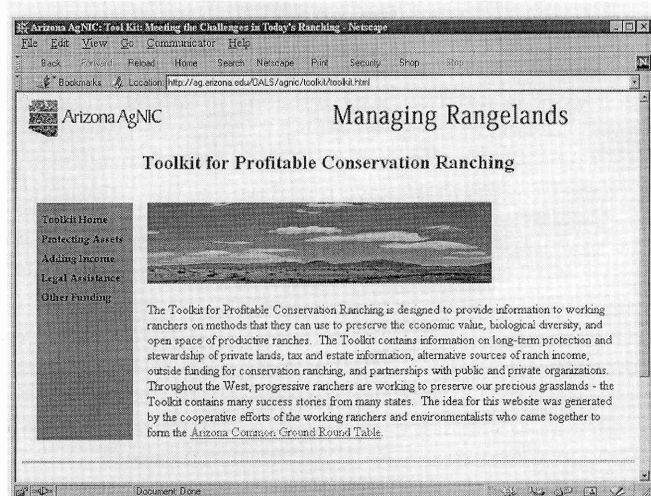 Arizona AgNIC: Tool Kit: Meeting the Challenges in Today's Ranching - Netscape
File Edit View Go Communicator Help
Back Forward Reload Home Search Netscape Print Security Shop Stop
Bookmarks Location: http://ag.arizona.edu/OALS/agnic/toolkit/toolkit.html
Arizona AgNIC
Managing Rangelands
Toolkit for Profitable Conservation Ranching
Toolkit Home
Protecting Assets
Adding Income
Legal Assistance
Other Funding
The Toolkit for Profitable Conservation Ranching is designed to provide information to working
ranchers on methods that they can use to preserve the economic value, biological diversity, and
open space of productive ranches. The Toolkit contains information on long-term protection and
stewardship of private lands, tax and estate information, alternative sources of ranch income,
outside funding for conservation ranching, and partnerships with public and private organizations.
Throughout the West, progressive ranchers are working to preserve our precious grasslands - the
Toolkit contains many success stories from many states. The idea for this website was generated
by the cooperative efforts of the working ranchers and environmentalists who came together to
form the Arizona Common Ground Round Table.
Document: Done